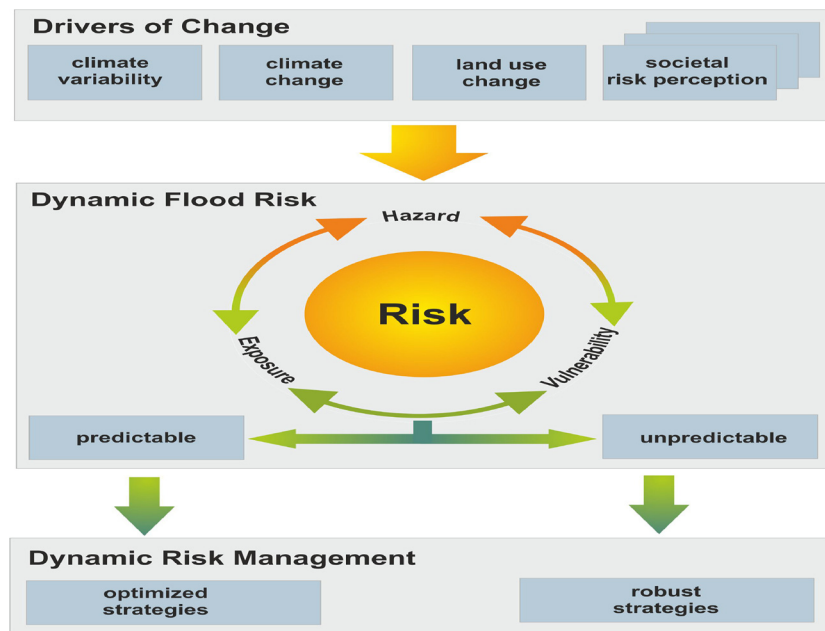 Drivers of Change
climate
variability
climate
change
land use
change
societal
risk perception
Dynamic Flood Risk
Hazard
Risk
Exposure
Vulnerability
predictable
unpredictable
Dynamic Risk Management
optimized
strategies
robust
strategies